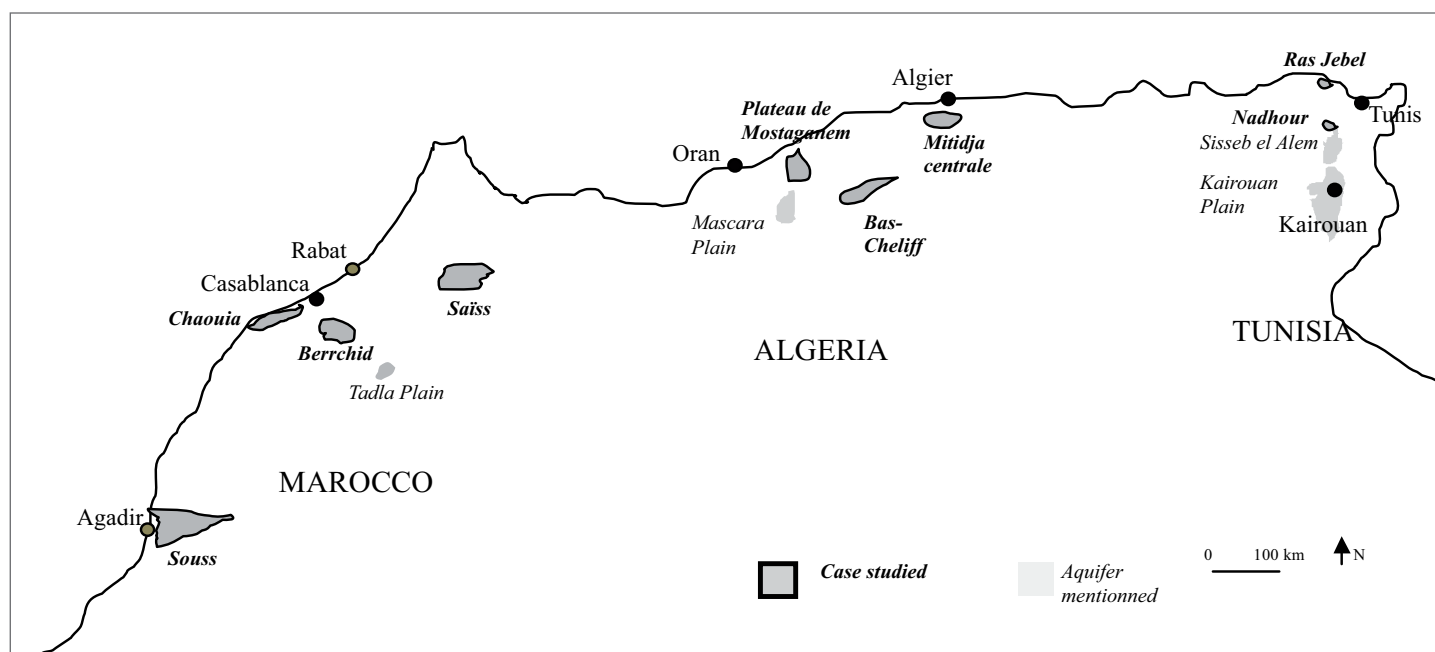 Ras Jebel
Algier
Plateau de
Mostaganem
Tunis
Nadhour
Sisseb el Alem
Mitidja
centrale
Oran
Kairouan
Plain
Mascara
Plain
Bas-
Cheliff
Kairouan
Rabat
Casablanca
Chaouia
Saïss
Berrchid
TUNISIA
ALGERIA
Tadla Plain
MAROCCO
Agadir
Souss
0 100 km N
Case studied
Aquifer
mentionned